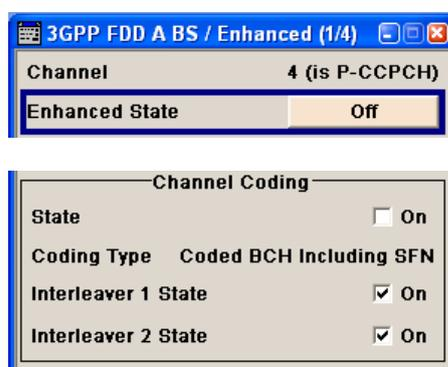 3GPP FDD A BS / Enhanced (1/4)
Channel 4 (is P-CCPCH)
Enhanced State Off
Channel Coding
State On
Coding Type Coded BCH Including SFN
Interleaver 1 State On
Interleaver 2 State On